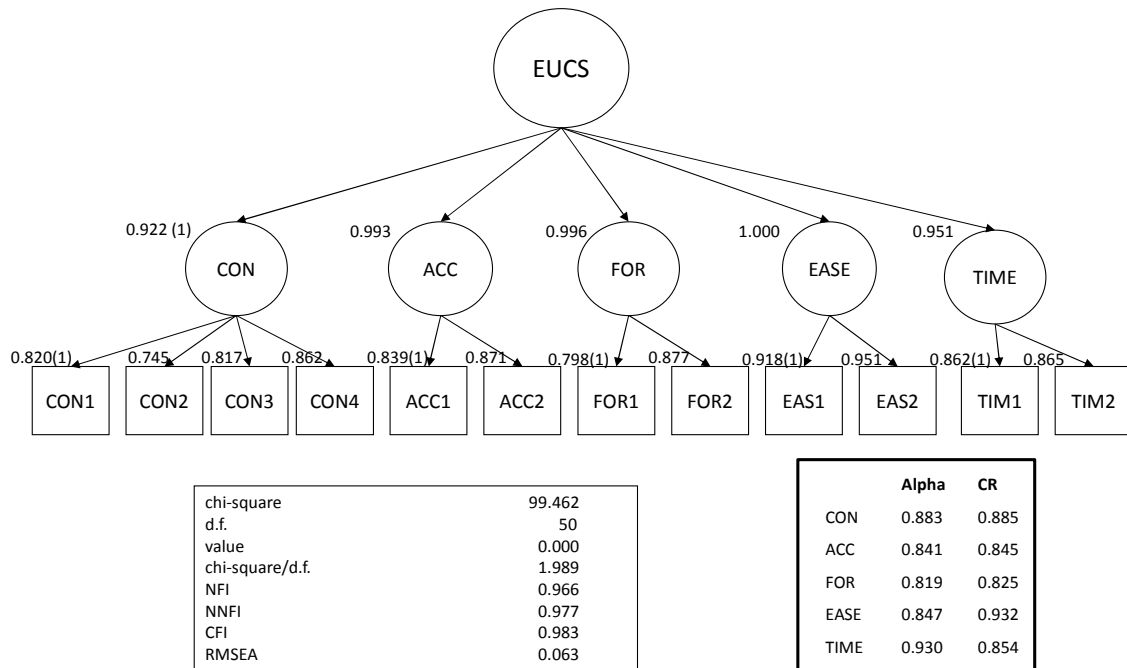 EUCS
0.922 (1) 0.993 0.996 1.000 0.951
CON ACC FOR EASE TIME
0.820(1) 0.745 0.817 0.862 0.839(1) 0.871 0.798(1) 0.877 0.918(1) 0.951 0.862(1) 0.865
CON1 CON2 CON3 CON4 ACC1 ACC2 FOR1 FOR2 EAS1 EAS2 TIM1 TIM2
chi-square 99.462
d.f. 50
value 0.000
chi-square/d.f. 1.989
NFI 0.966
NNFI 0.977
CFI 0.983
RMSEA 0.063
Alpha CR
CON 0.883 0.885
ACC 0.841 0.845
FOR 0.819 0.825
EASE 0.847 0.932
TIME 0.930 0.854